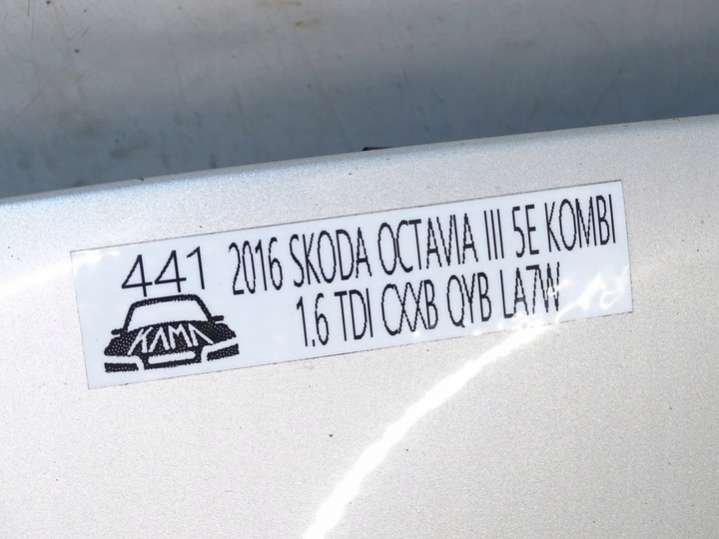 441 2016 SKODA OCTAVIA III 5E KOMBI
KAMA 1.6 TDI CXXB QYB LA7W